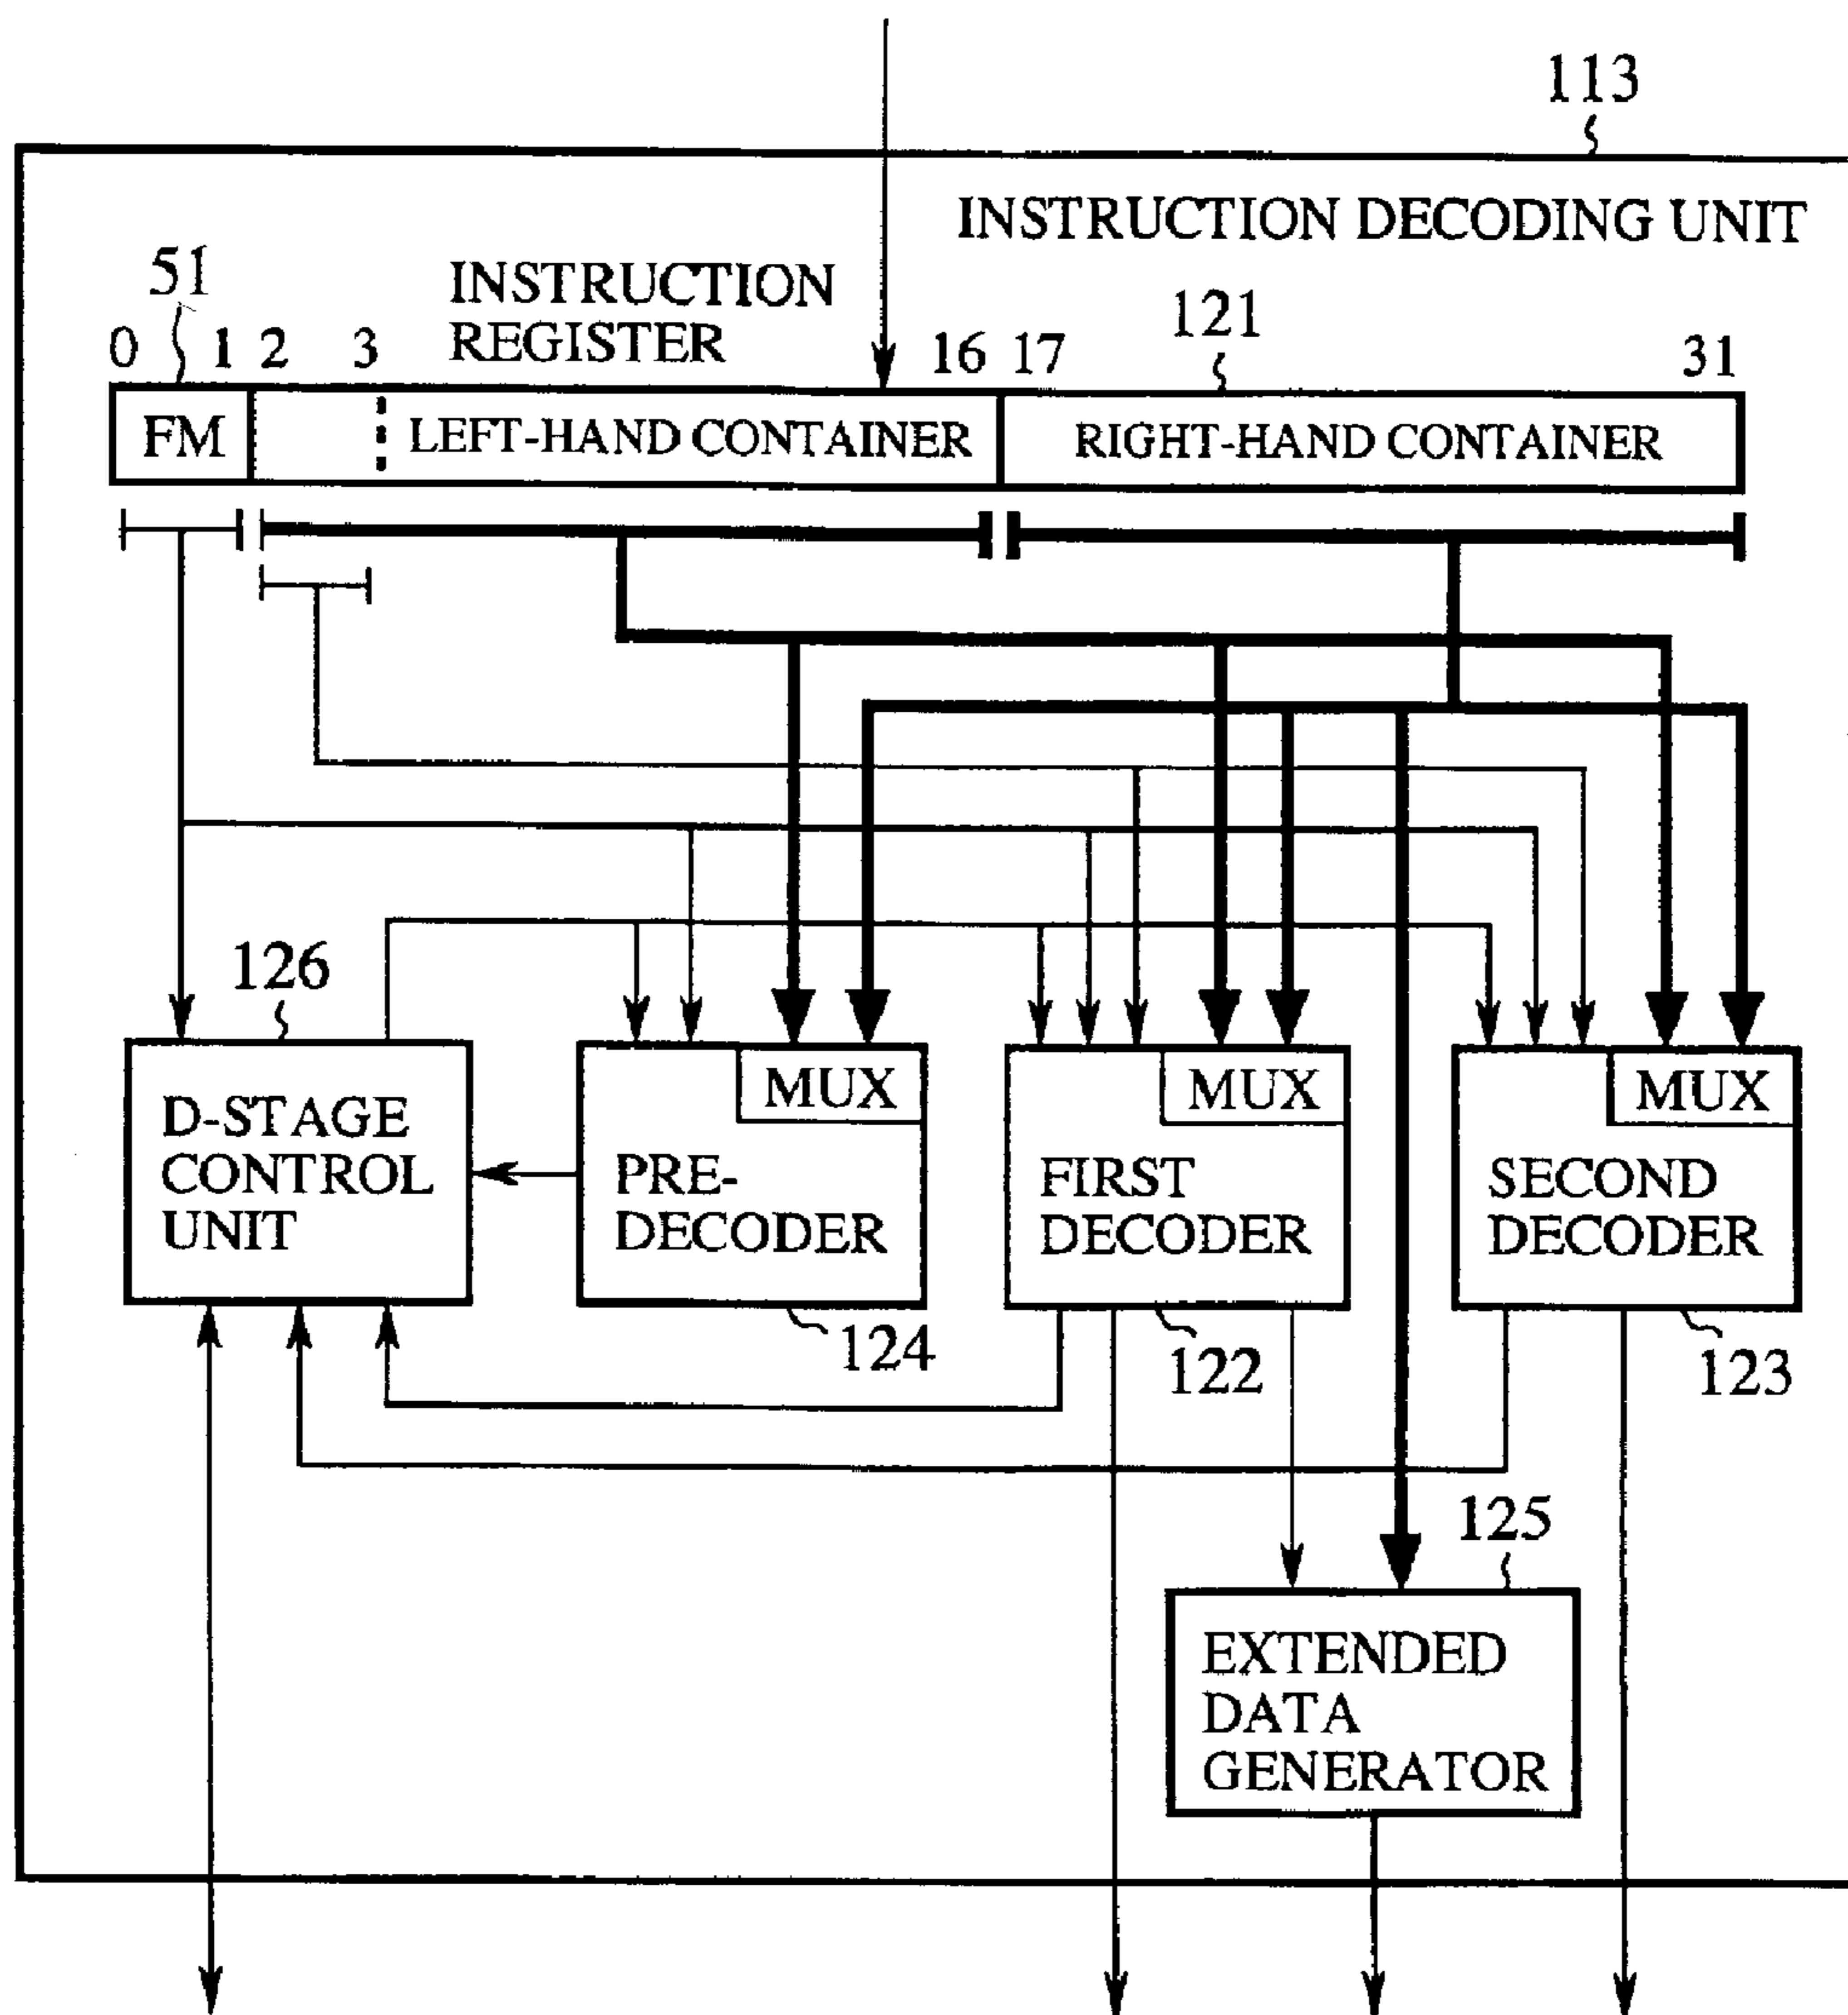 113
INSTRUCTION DECODING UNIT
51
INSTRUCTION
REGISTER
121
0 1 2 3 16 17 31
FM LEFT-HAND CONTAINER RIGHT-HAND CONTAINER
126
MUX MUX MUX
D-STAGE
CONTROL
UNIT
PRE-
DECODER
FIRST
DECODER
SECOND
DECODER
124
122
123
125
EXTENDED
DATA
GENERATOR